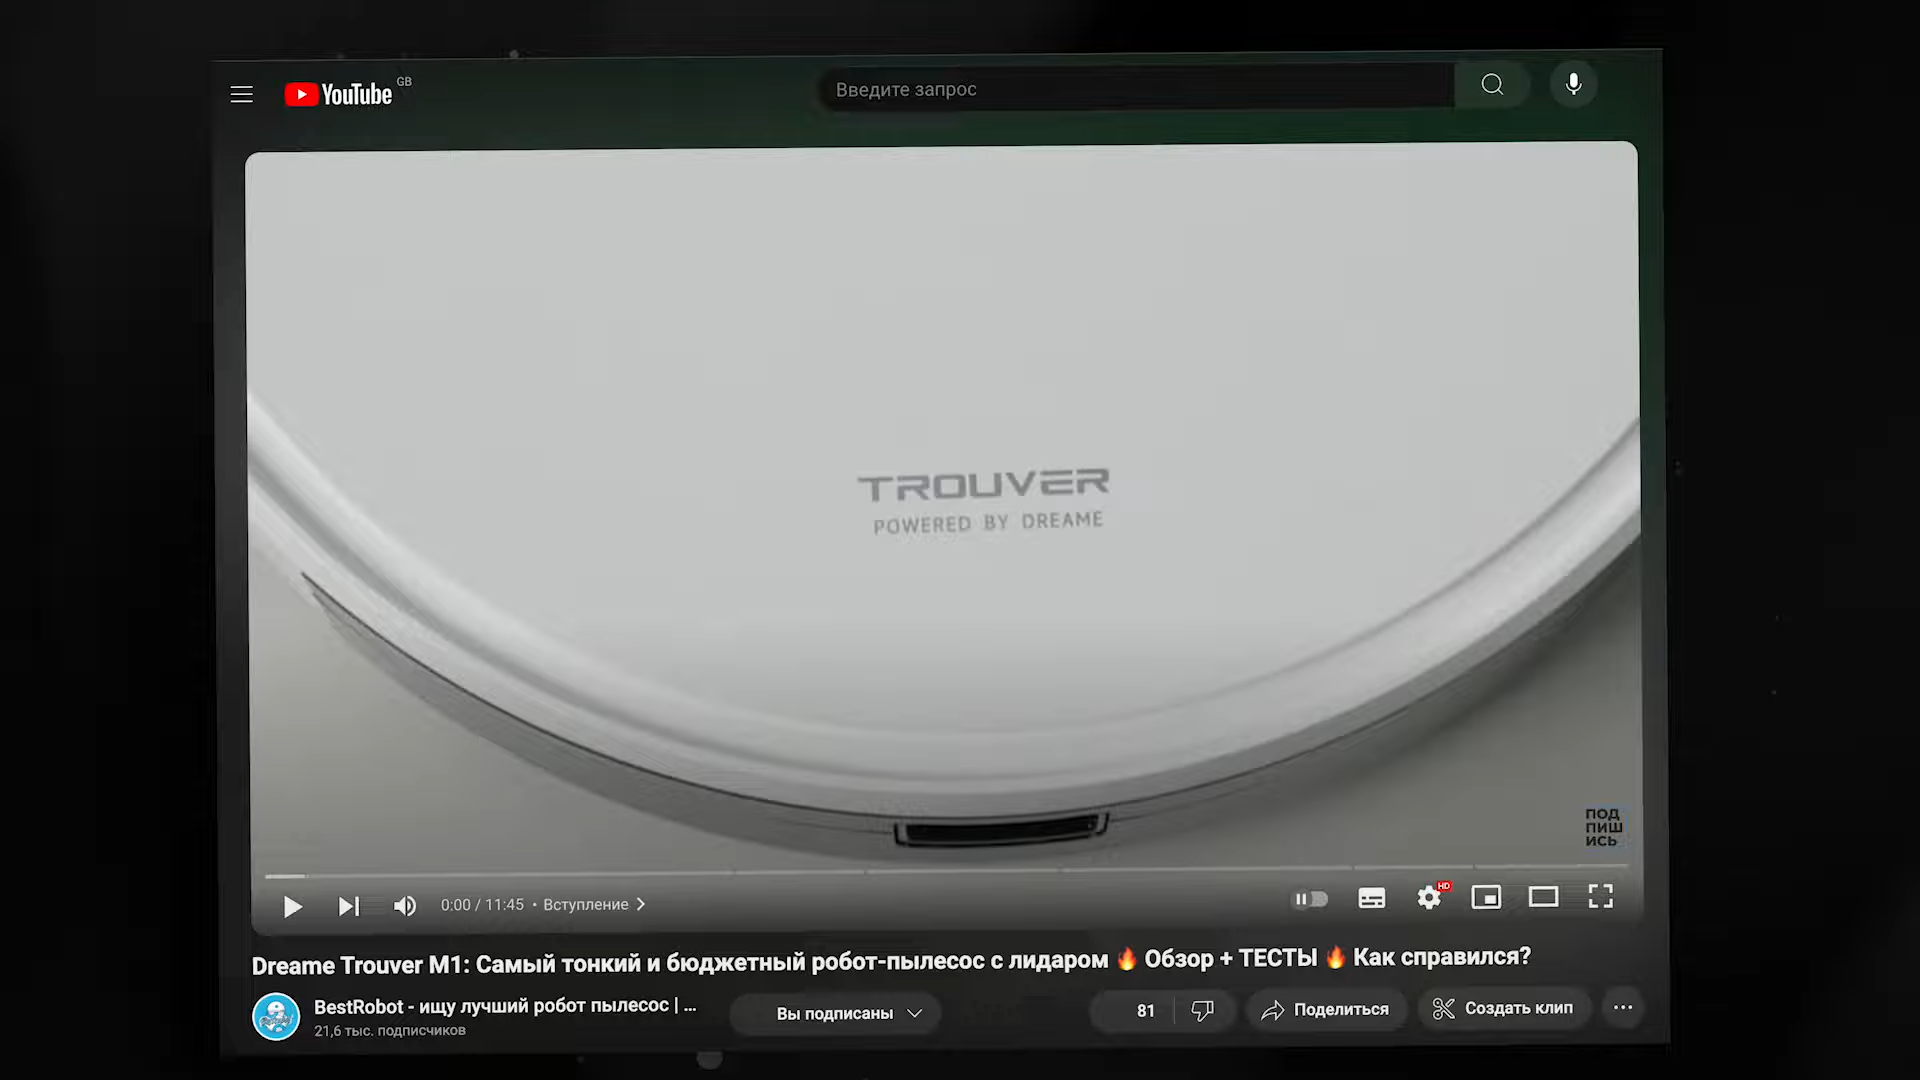 YouTube GB
Введите запрос
TROUVER
POWERED BY DREAME
ПОД
ПИШ
ИСЬ
0:00 / 11:45 • Вступление
HD
Dreame Trouver M1: Самый тонкий и бюджетный робот-пылесос с лидаром 🔥 Обзор + ТЕСТЫ 🔥 Как справился?
BestRobot - ищу лучший робот пылесос | ...
21,6 тыс. подписчиков
Вы подписаны
81
Поделиться
Создать клип